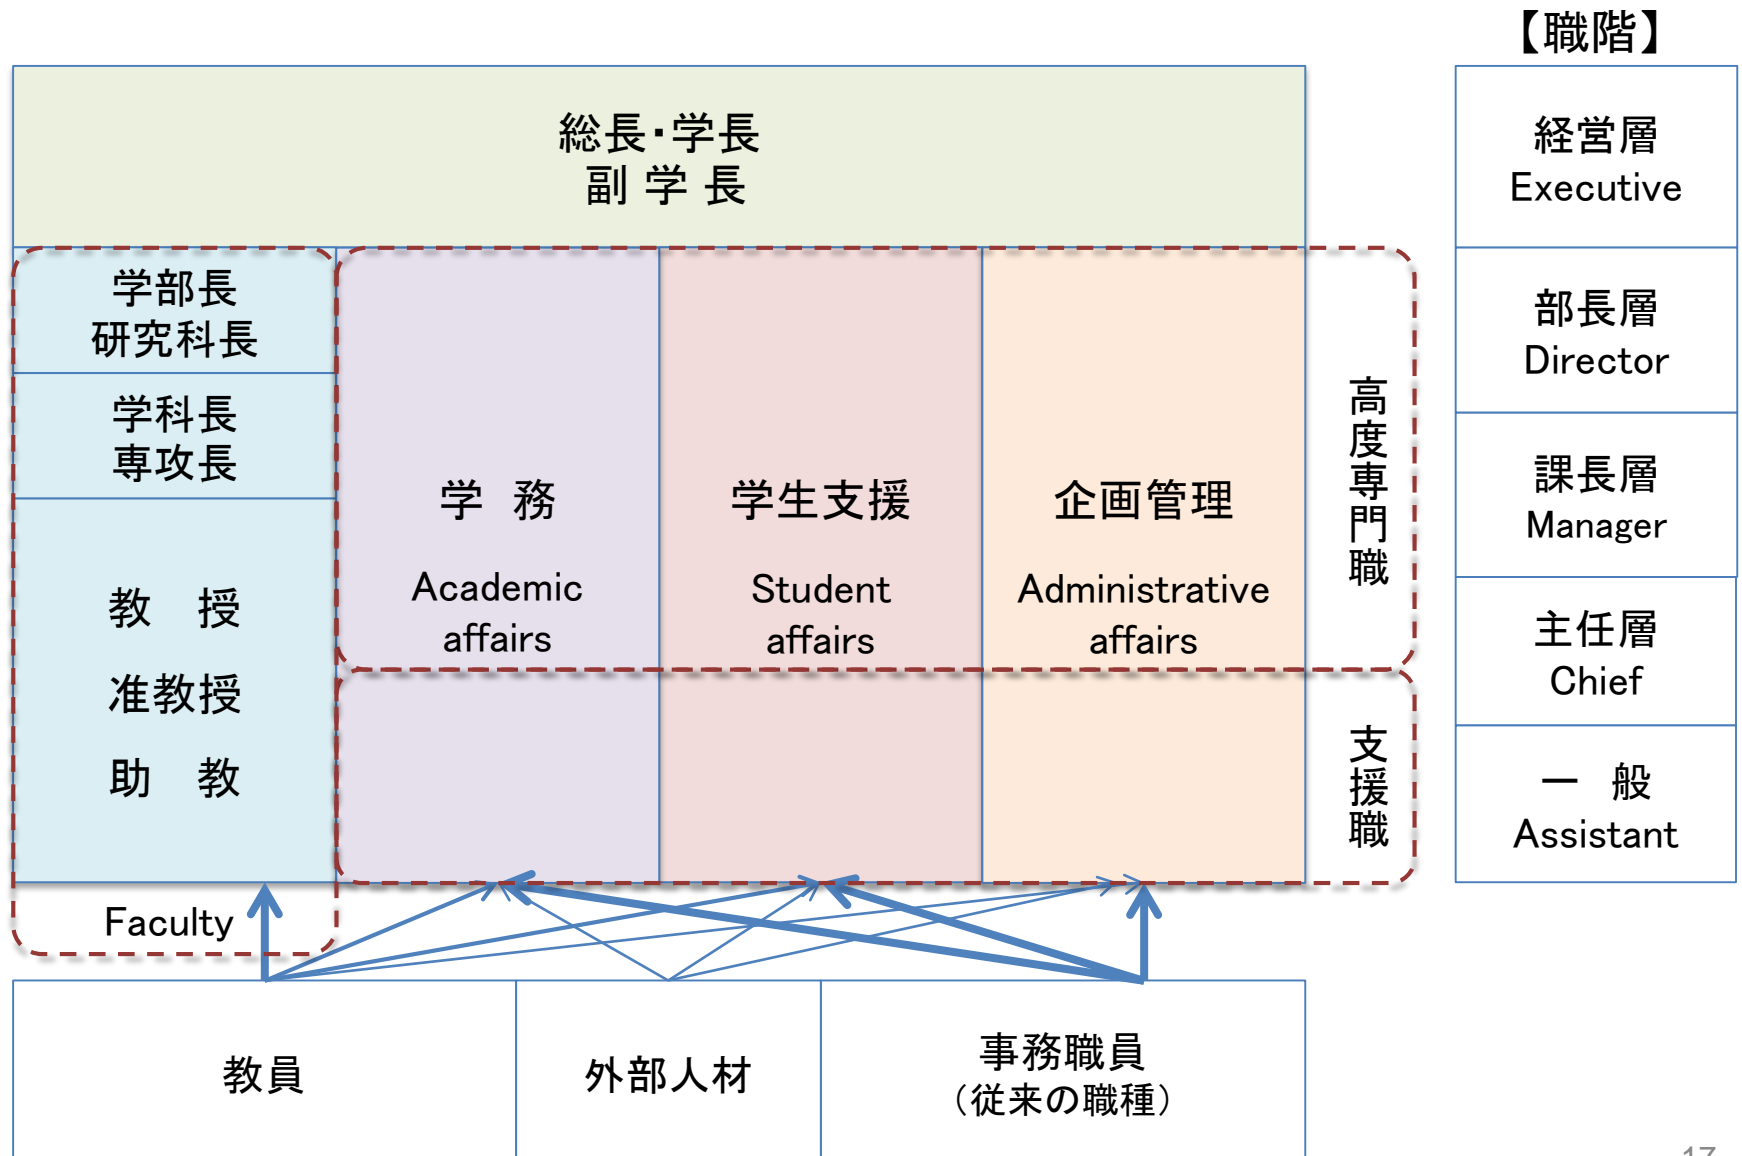 【職階】
総長・学長
副 学 長
経営層
Executive
学部長
研究科長
学科長
専攻長
教　授
准教授
助　教
Faculty
学 務
Academic
affairs
学生支援
Student
affairs
企画管理
Administrative
affairs
高度専門職
支援職
部長層
Director
課長層
Manager
主任層
Chief
一 般
Assistant
教員
外部人材
事務職員
（従来の職種）
17